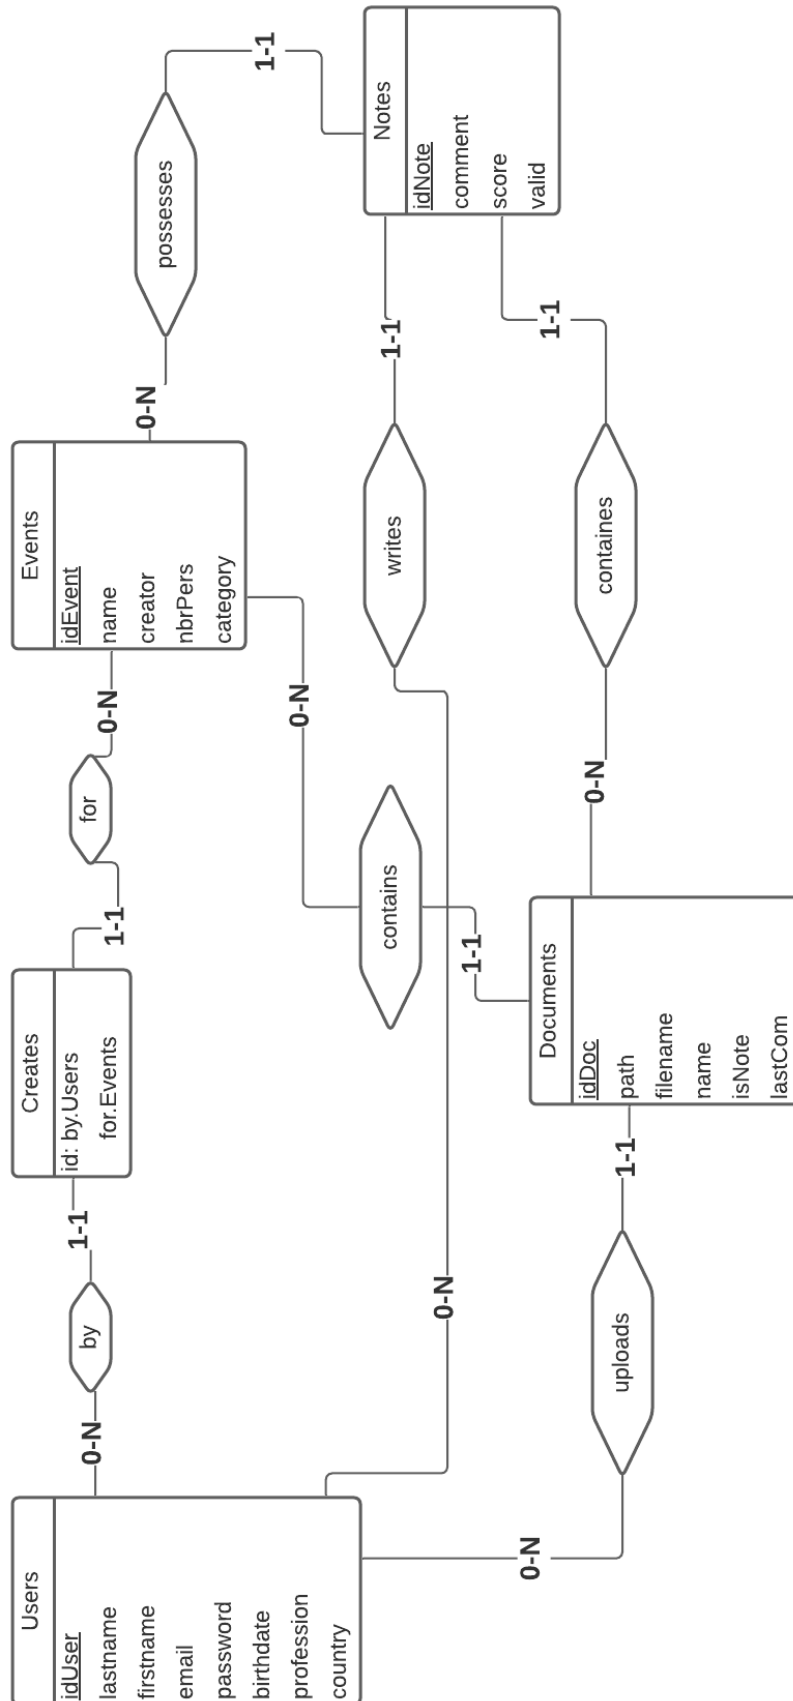 Users
idUser
lastname
firstname
email
password
birthdate
profession
country
0-N
by
1-1
Creates
id: by.Users
for.Events
1-1
for
0-N
Events
idEvent
name
creator
nbrPers
category
0-N
possesses
1-1
Notes
idNote
comment
score
valid
0-N
contains
1-1
0-N
writes
1-1
0-N
uploads
1-1
Documents
idDoc
path
filename
name
isNote
lastCom
0-N
containes
1-1